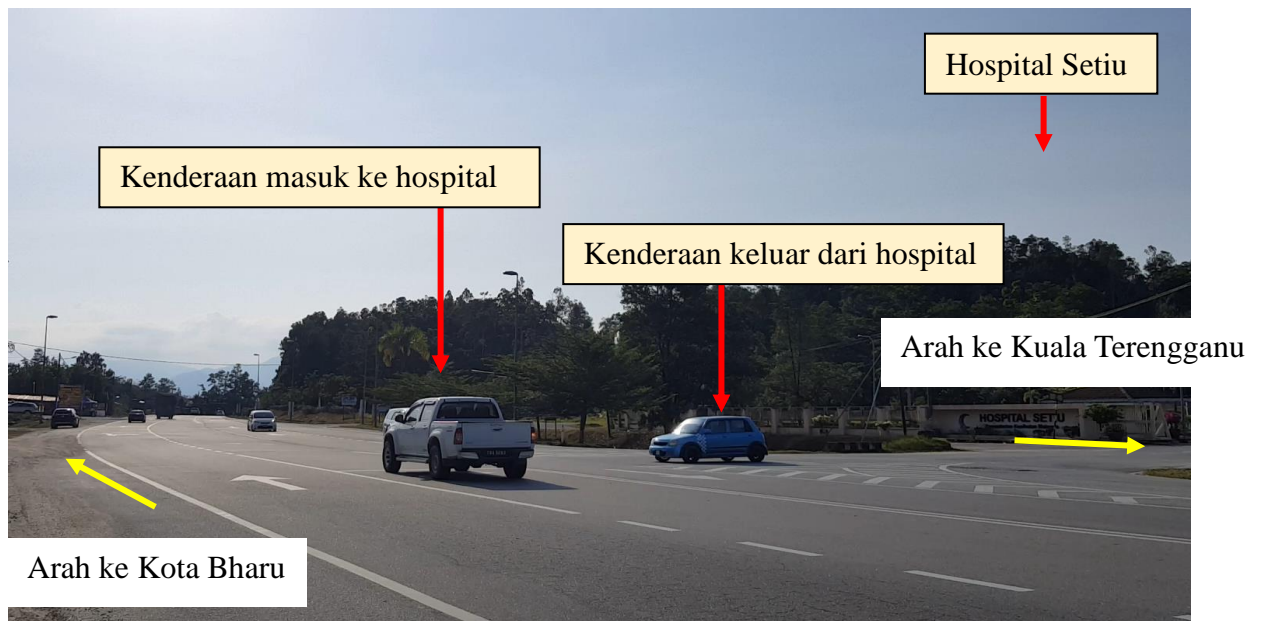 Hospital Setiu
Kenderaan masuk ke hospital
Kenderaan keluar dari hospital
Arah ke Kuala Terengganu
HOSPITAL SETIU
Arah ke Kota Bharu